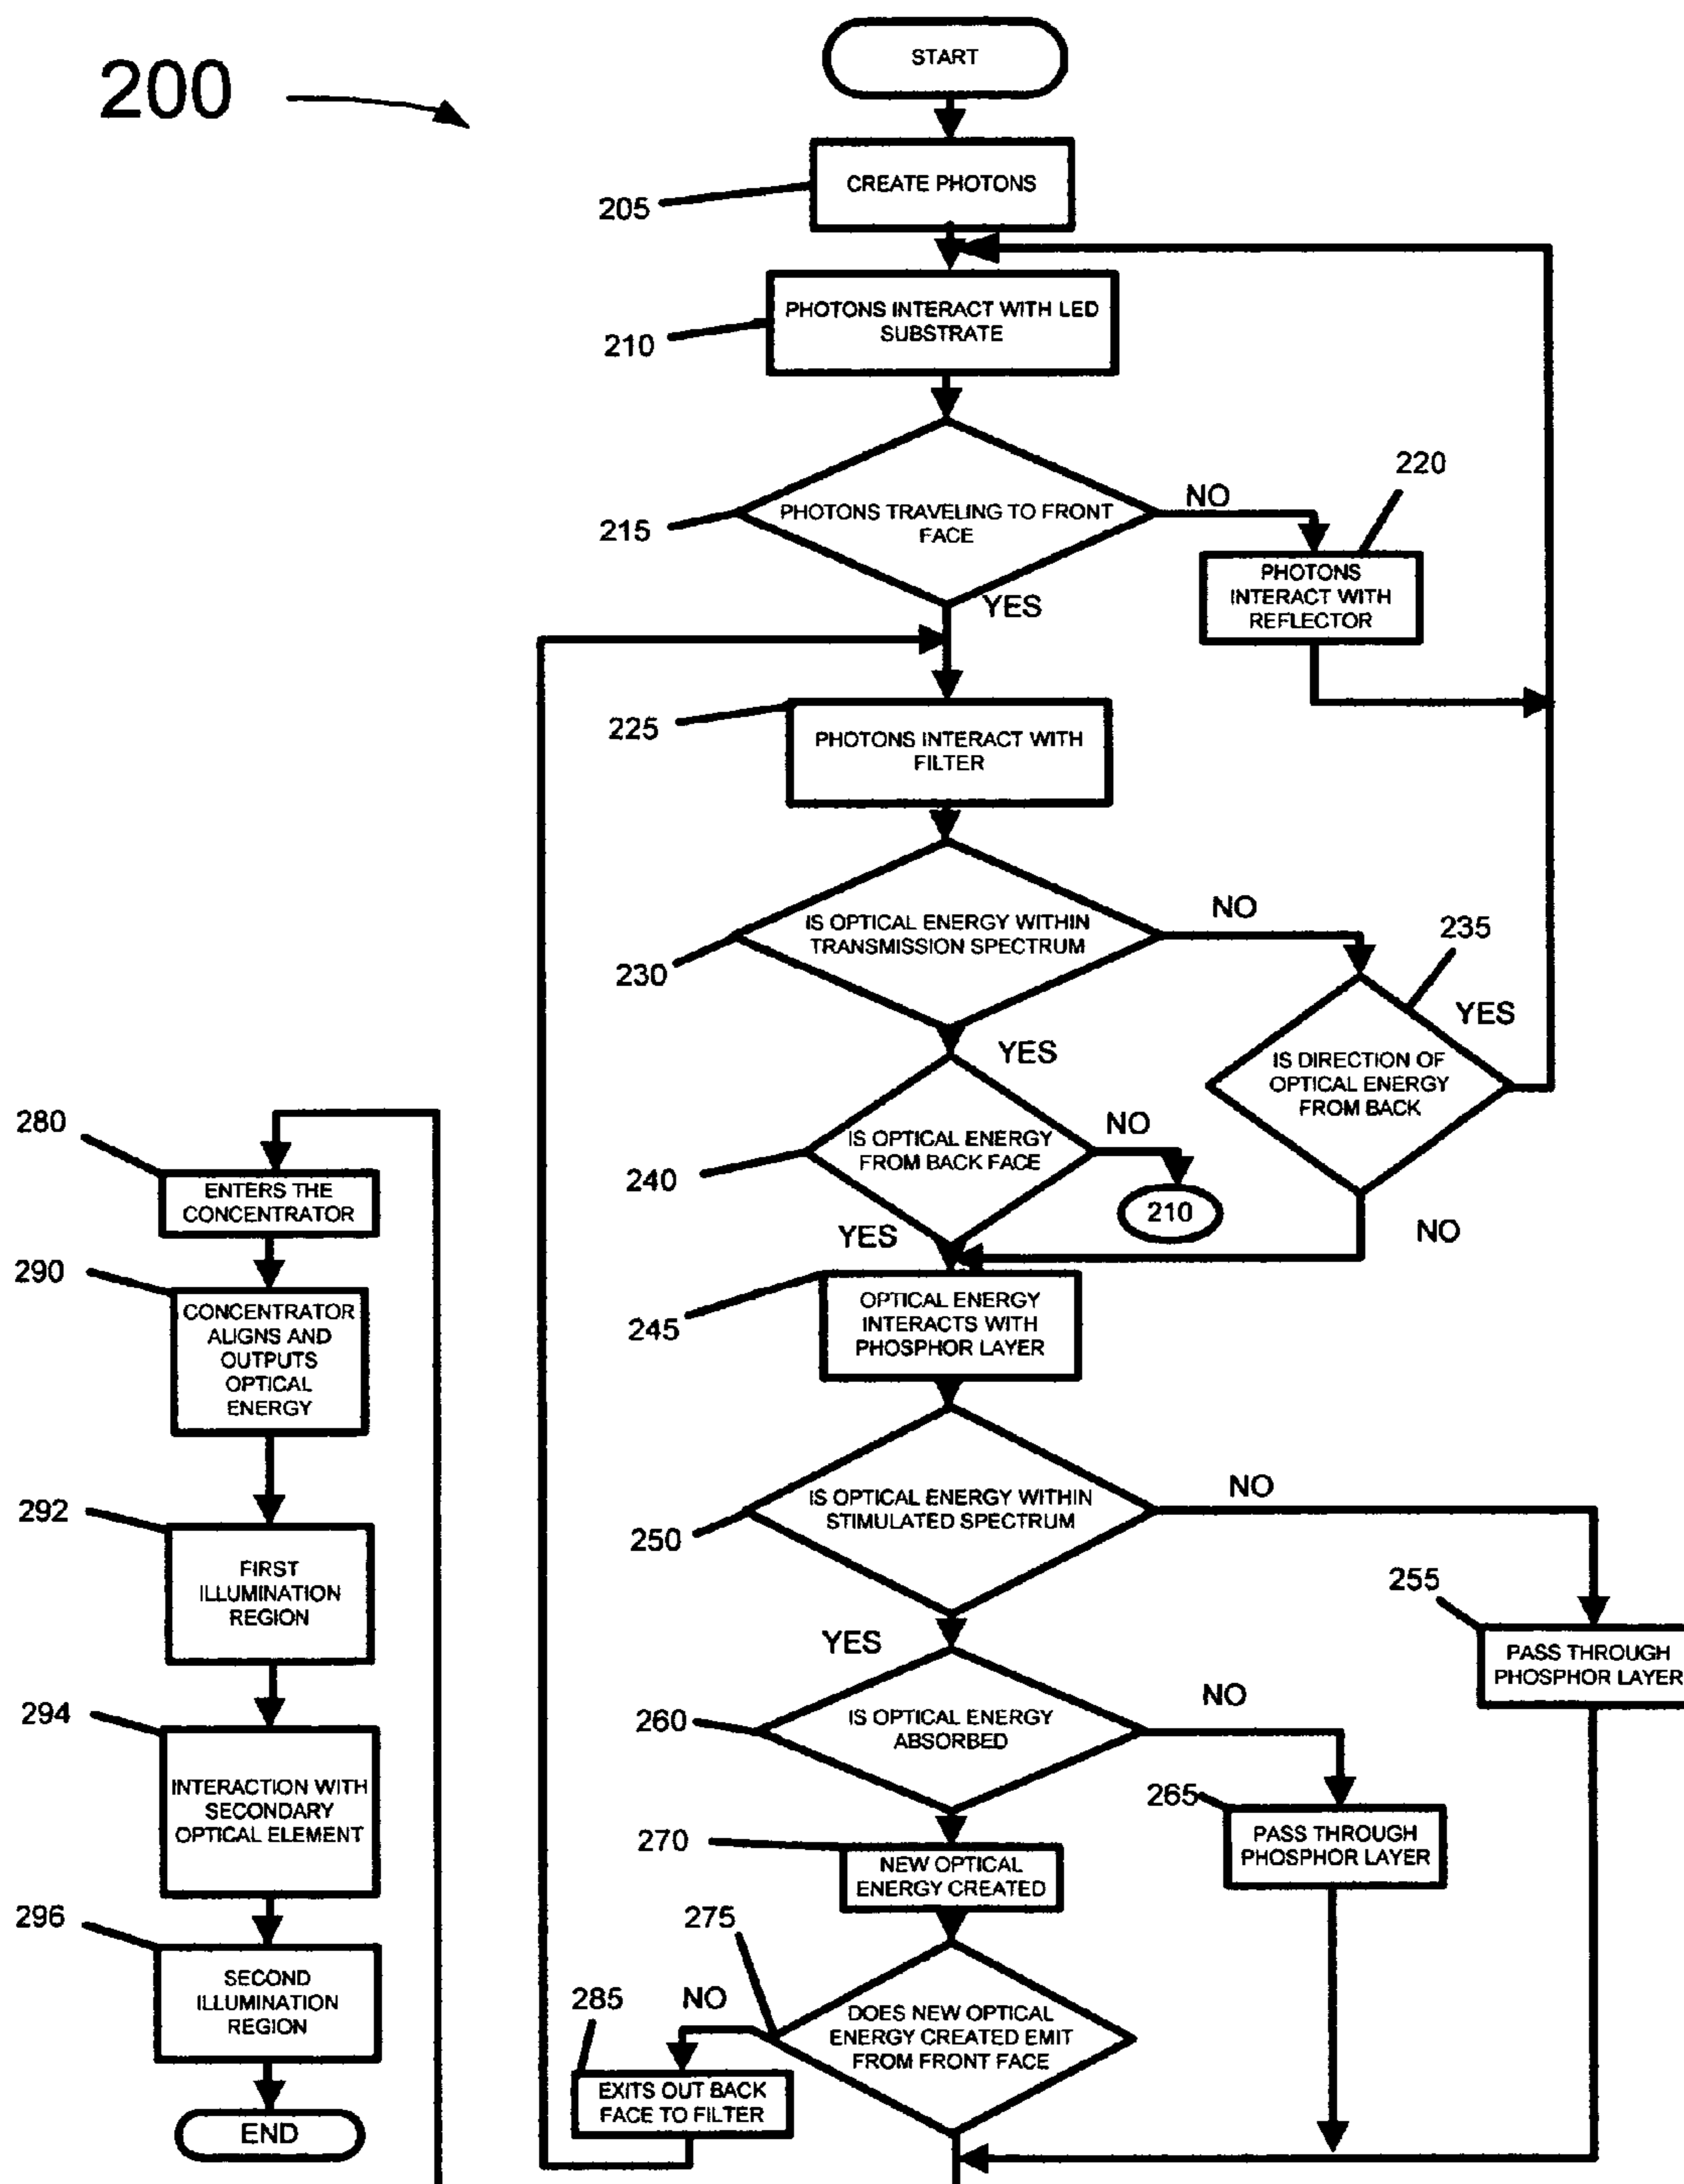 200
START
CREATE PHOTONS
205
PHOTONS INTERACT WITH LED
SUBSTRATE
210
PHOTONS TRAVELING TO FRONT
FACE
215
NO
220
PHOTONS
INTERACT WITH
REFLECTOR
YES
225
PHOTONS INTERACT WITH
FILTER
IS OPTICAL ENERGY WITHIN
TRANSMISSION SPECTRUM
230
NO
235
YES
IS DIRECTION OF
OPTICAL ENERGY
FROM BACK
YES
IS OPTICAL ENERGY
FROM BACK FACE
240
NO
210
YES
NO
OPTICAL ENERGY
INTERACTS WITH
PHOSPHOR LAYER
245
IS OPTICAL ENERGY WITHIN
STIMULATED SPECTRUM
250
NO
255
PASS THROUGH
PHOSPHOR LAYER
YES
IS OPTICAL ENERGY
ABSORBED
260
NO
265
PASS THROUGH
PHOSPHOR LAYER
270
NEW OPTICAL
ENERGY CREATED
275
DOES NEW OPTICAL
ENERGY CREATED EMIT
FROM FRONT FACE
NO
285
EXITS OUT BACK
FACE TO FILTER
280
ENTERS THE
CONCENTRATOR
290
CONCENTRATOR
ALIGNS AND
OUTPUTS
OPTICAL
ENERGY
292
FIRST
ILLUMINATION
REGION
294
INTERACTION WITH
SECONDARY
OPTICAL ELEMENT
296
SECOND
ILLUMINATION
REGION
END